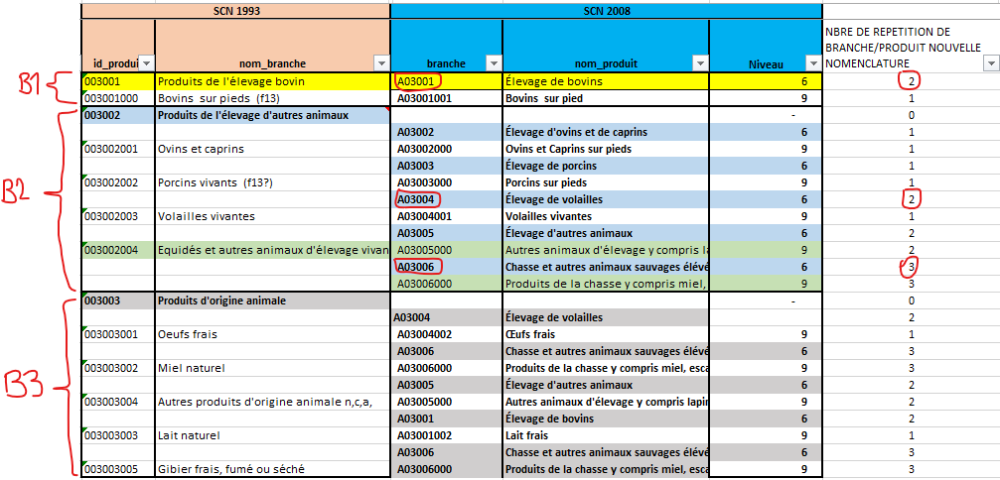 SCN 1993 SCN 2008
NBRE DE REPETITION DE
BRANCHE/PRODUIT NOUVELLE
NOMENCLATURE
id_produi nom_branche branche nom_produit Niveau
B1
003001 Produits de l'élevage bovin A03001 Élevage de bovins 6 2
003001000 Bovins sur pieds (f13) A03001001 Bovins sur pied 9 1
B2
003002 Produits de l'élevage d'autres animaux - 0
A03002 Élevage d'ovins et de caprins 6 1
003002001 Ovins et caprins A03002000 Ovins et Caprins sur pieds 9 1
A03003 Élevage de porcins 6 1
003002002 Porcins vivants (f13?) A03003000 Porcins sur pieds 9 1
A03004 Élevage de volailles 6 2
003002003 Volailles vivantes A03004001 Volailles vivantes 9 1
A03005 Élevage d'autres animaux 6 2
003002004 Equidés et autres animaux d'élevage vivan A03005000 Autres animaux d'élevage y compris la 9 2
A03006 Chasse et autres animaux sauvages élévé 6 3
A03006000 Produits de la chasse y compris miel, 9 3
B3
003003 Produits d'origine animale - 0
A03004 Élevage de volailles 6 2
003003001 Oeufs frais A03004002 Œufs frais 9 1
A03006 Chasse et autres animaux sauvages élévé 6 3
003003002 Miel naturel A03006000 Produits de la chasse y compris miel, esca 9 3
A03005 Élevage d'autres animaux 6 2
003003004 Autres produits d'origine animale n,c,a, A03005000 Autres animaux d'élevage y compris lapin 9 2
A03001 Élevage de bovins 6 2
003003003 Lait naturel A03001002 Lait frais 9 1
A03006 Chasse et autres animaux sauvages élévé 6 3
003003005 Gibier frais, fumé ou séché A03006000 Produits de la chasse y compris miel, esca 9 3